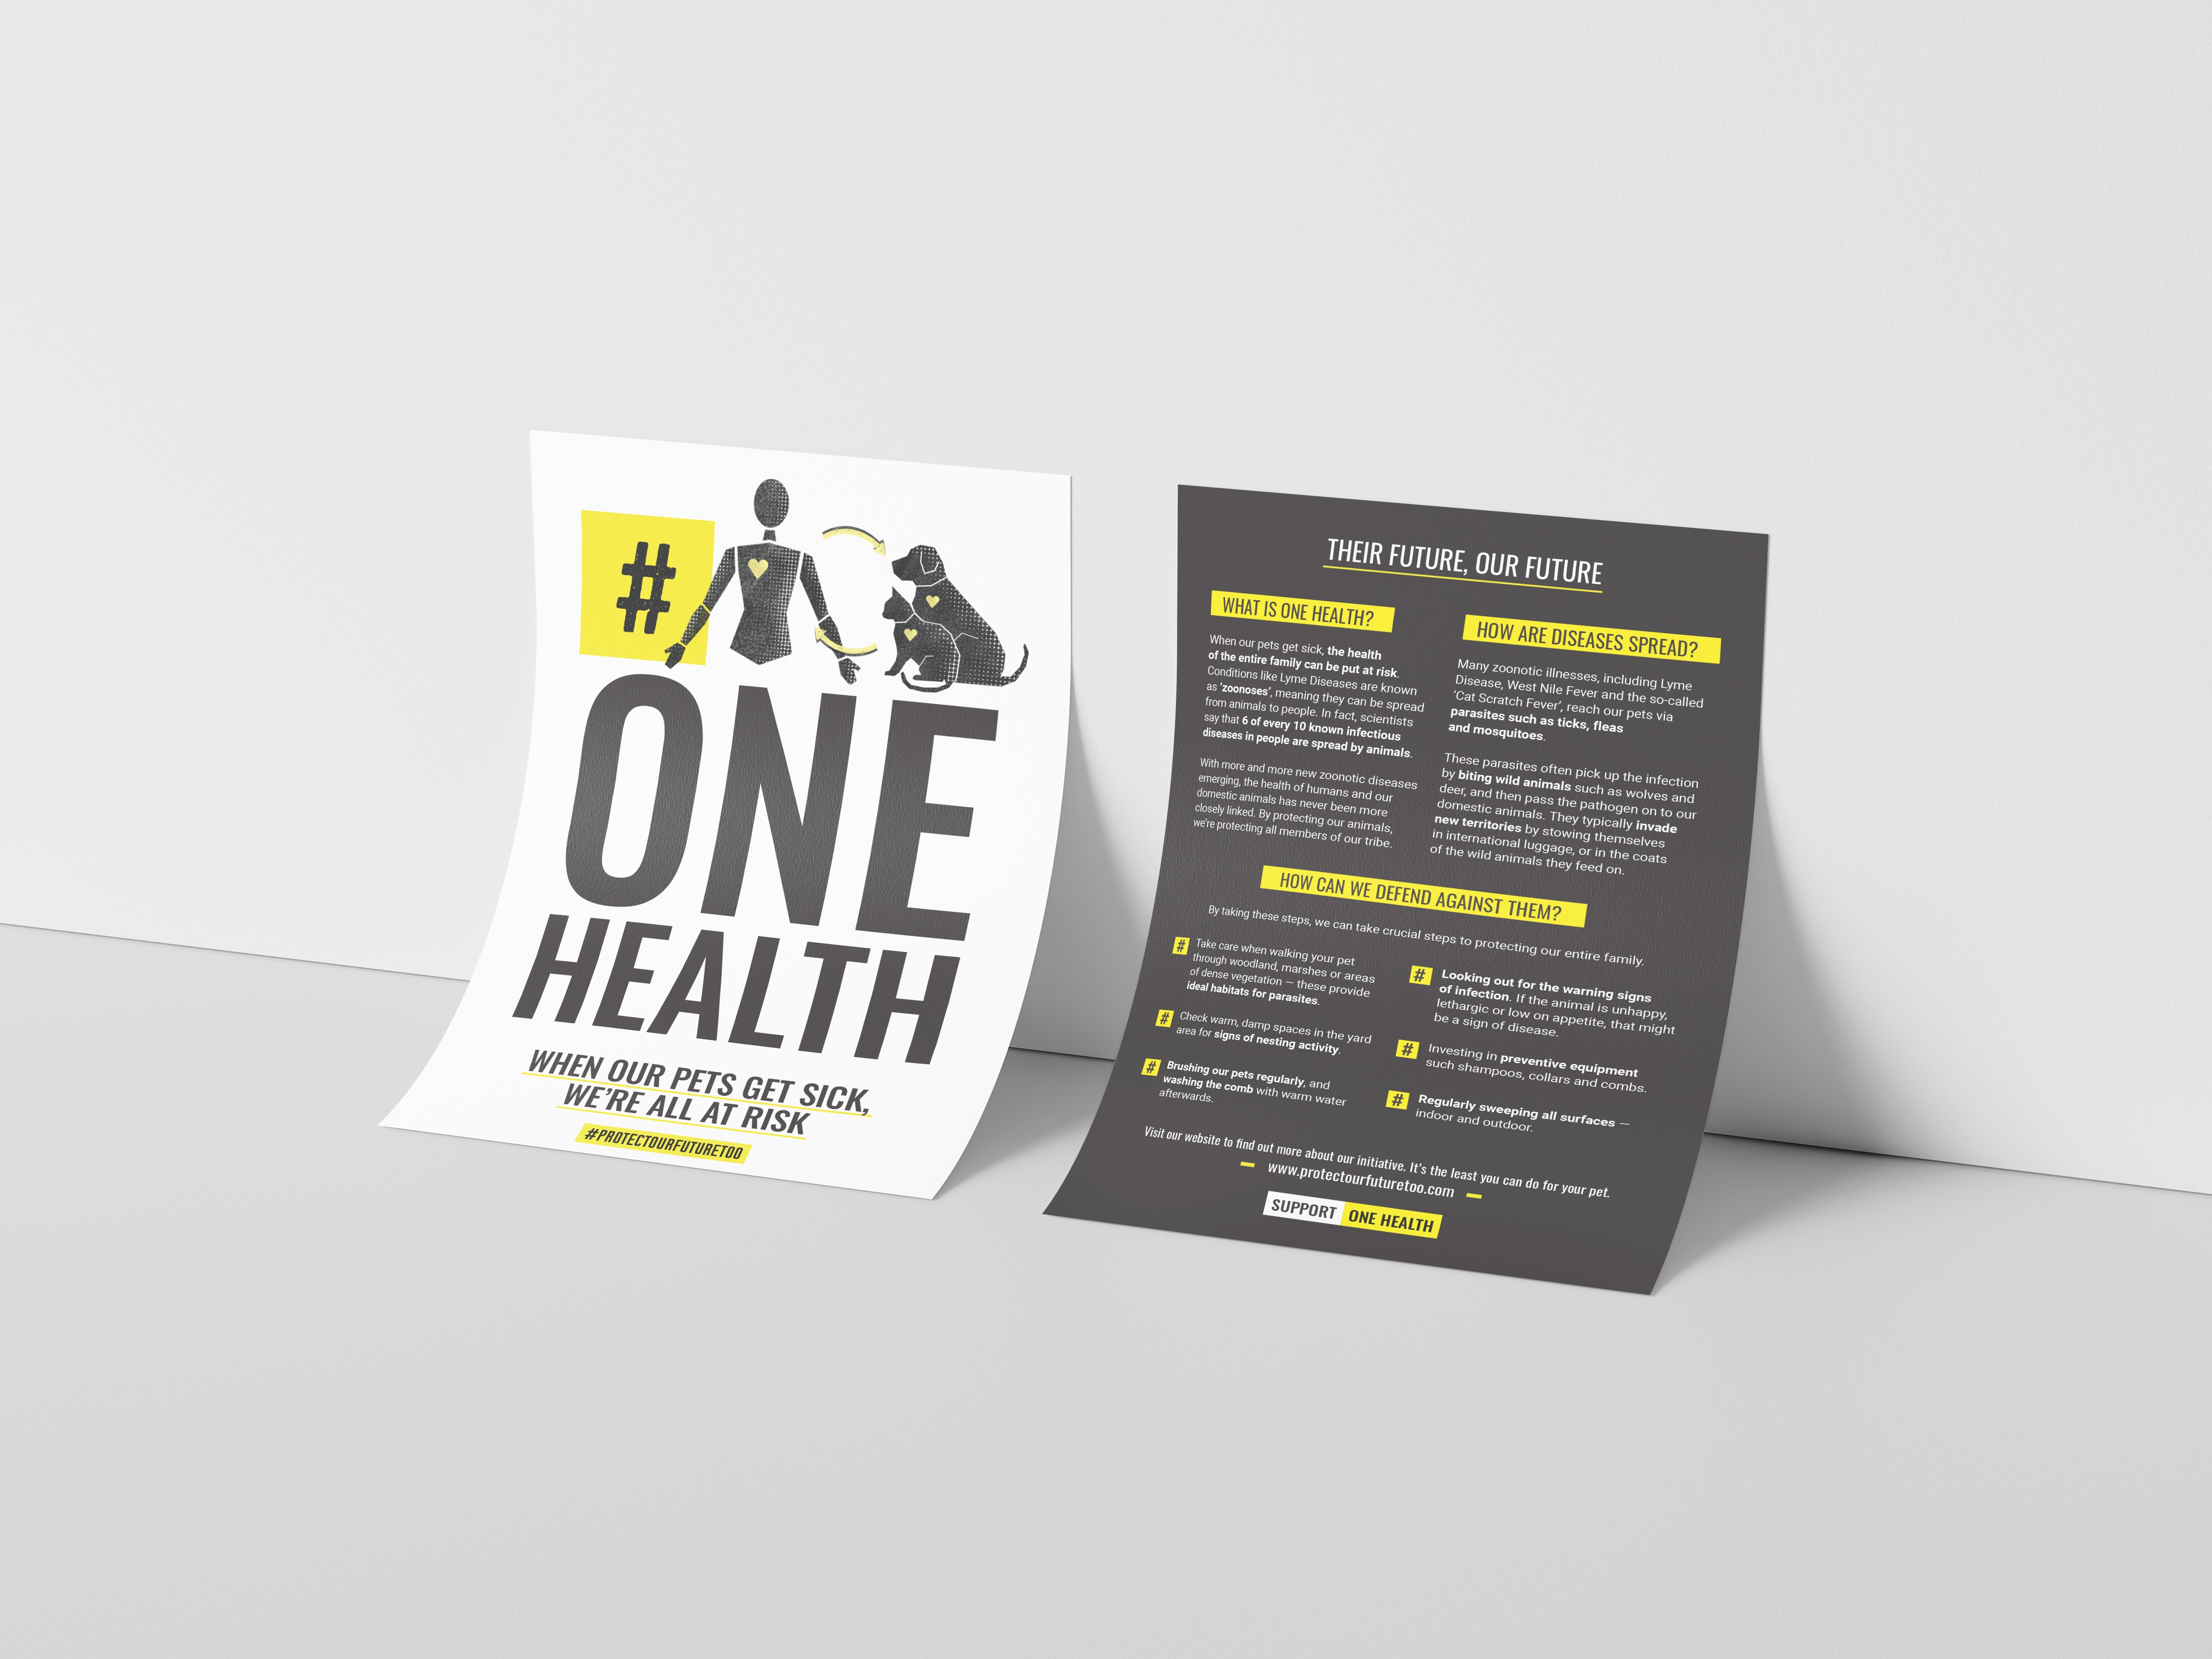 #
ONE
HEALTH
WHEN OUR PETS GET SICK,
WE'RE ALL AT RISK
#PROTECTOURFUTURETOO
THEIR FUTURE, OUR FUTURE
WHAT IS ONE HEALTH?
When our pets get sick, the health
of the entire family can be put at risk.
Conditions like Lyme Diseases are known
as 'zoonoses', meaning they can be spread
from animals to people. In fact, scientists
say that 6 of every 10 known infectious
diseases in people are spread by animals.
With more and more new zoonotic diseases
emerging, the health of humans and our
domestic animals has never been more
closely linked. By protecting our animals,
we're protecting all members of our tribe.
HOW ARE DISEASES SPREAD?
Many zoonotic illnesses, including Lyme
Disease, West Nile Fever and the so-called
'Cat Scratch Fever', reach our pets via
parasites such as ticks, fleas
and mosquitoes.
These parasites often pick up the infection
by biting wild animals such as wolves and
deer, and then pass the pathogen on to our
domestic animals. They typically invade
new territories by stowing themselves
in international luggage, or in the coats
of the wild animals they feed on.
HOW CAN WE DEFEND AGAINST THEM?
By taking these steps, we can take crucial steps to protecting our entire family.
# Take care when walking your pet
through woodland, marshes or areas
of dense vegetation — these provide
ideal habitats for parasites.
# Check warm, damp spaces in the yard
area for signs of nesting activity.
# Brushing our pets regularly, and
washing the comb with warm water
afterwards.
# Looking out for the warning signs
of infection. If the animal is unhappy,
lethargic or low on appetite, that might
be a sign of disease.
# Investing in preventive equipment
such shampoos, collars and combs.
# Regularly sweeping all surfaces —
indoor and outdoor.
Visit our website to find out more about our initiative. It's the least you can do for your pet.
www.protectourfuturetoo.com
SUPPORT ONE HEALTH